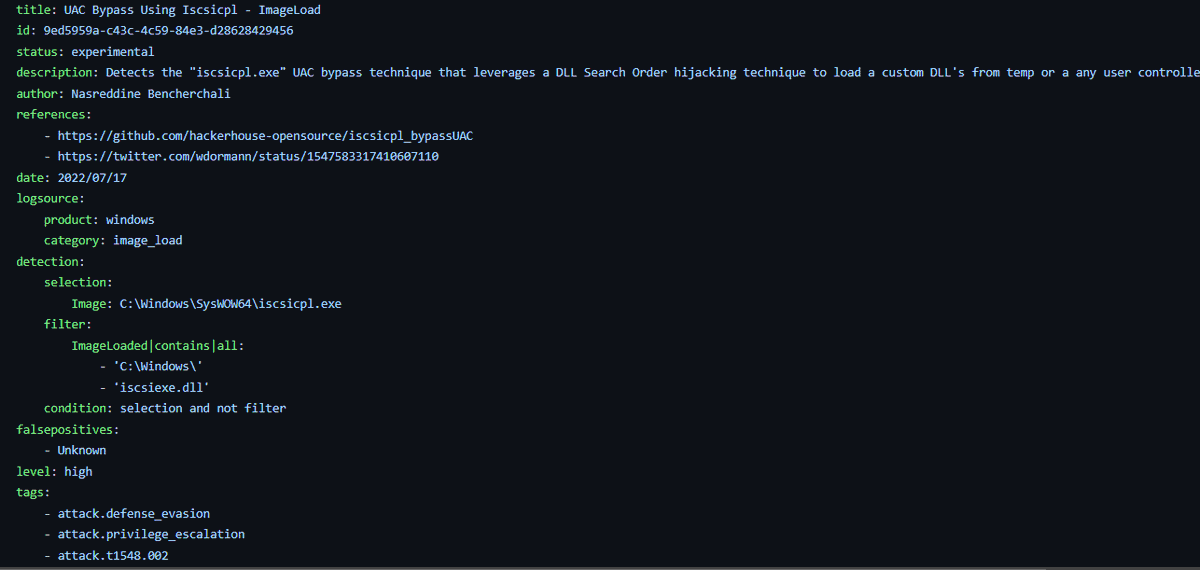 title: UAC Bypass Using Iscsicpl - ImageLoad
id: 9ed5959a-c43c-4c59-84e3-d28628429456
status: experimental
description: Detects the "iscsicpl.exe" UAC bypass technique that leverages a DLL Search Order hijacking technique to load a custom DLL's from temp or a any user controlle
author: Nasreddine Bencherchali
references:
    - https://github.com/hackerhouse-opensource/iscsicpl_bypassUAC
    - https://twitter.com/wdormann/status/1547583317410607110
date: 2022/07/17
logsource:
    product: windows
    category: image_load
detection:
    selection:
        Image: C:\Windows\SysWOW64\iscsicpl.exe
    filter:
        ImageLoaded|contains|all:
            - 'C:\Windows\'
            - 'iscsiexe.dll'
    condition: selection and not filter
falsepositives:
    - Unknown
level: high
tags:
    - attack.defense_evasion
    - attack.privilege_escalation
    - attack.t1548.002